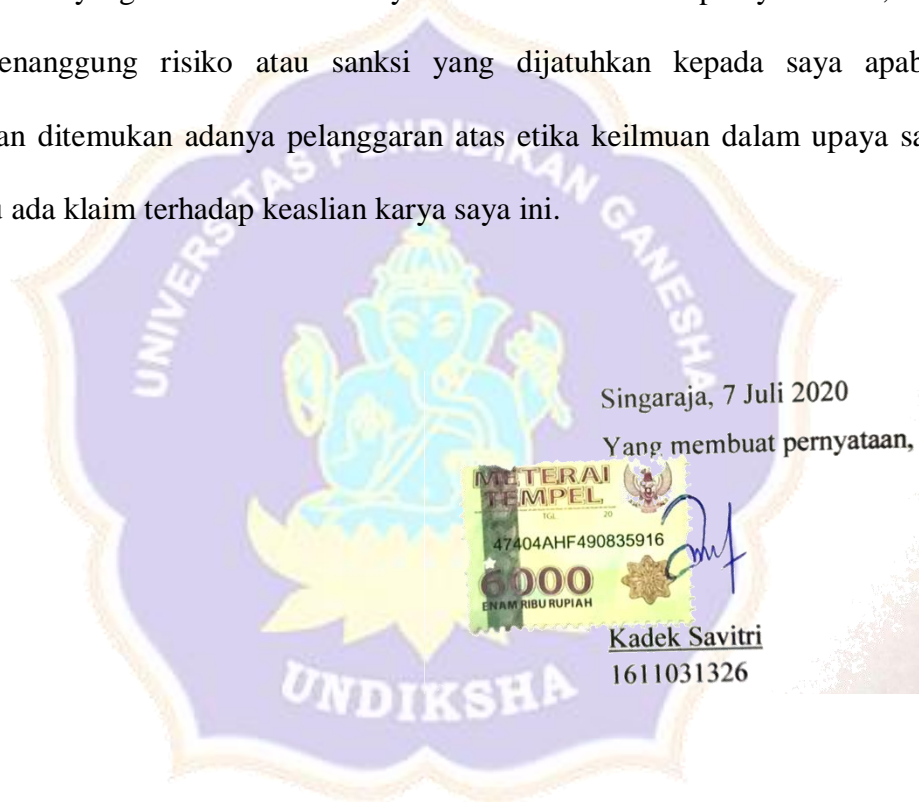 enanggung risiko atau sanksi yang dijatuhkan kepada saya apab
an ditemukan adanya pelanggaran atas etika keilmuan dalam upaya sa
ada klaim terhadap keaslian karya saya ini.
UNIVERSITAS PENDIDIKAN GANESHA
Singaraja, 7 Juli 2020
Yang membuat pernyataan,
METERAI
TEMPEL
TGL 20
47404AHF490835916
6000
ENAM RIBU RUPIAH
Kadek Savitri
1611031326
UNDIKSHA